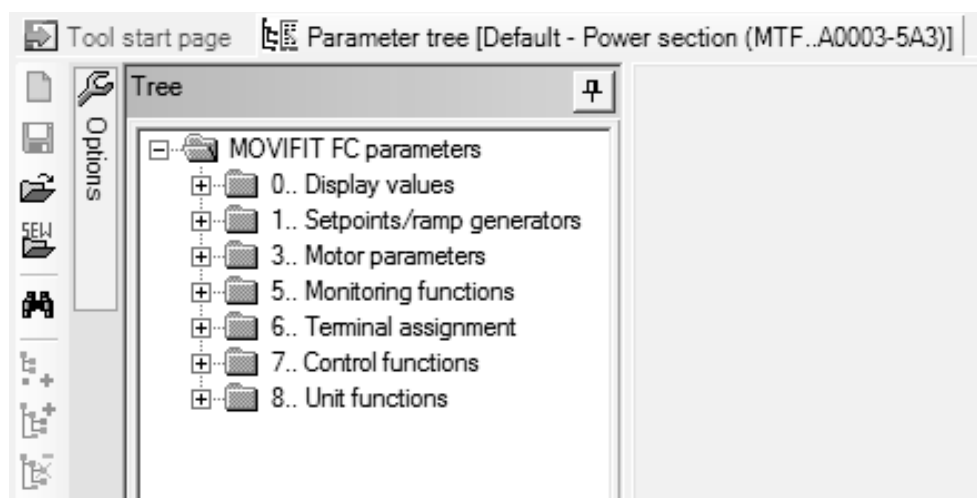 Tool start page
Parameter tree [Default - Power section (MTF..A0003-5A3)]
Options
Tree
SEW
MOVIFIT FC parameters
0.. Display values
1.. Setpoints/ramp generators
3.. Motor parameters
5.. Monitoring functions
6.. Terminal assignment
7.. Control functions
8.. Unit functions